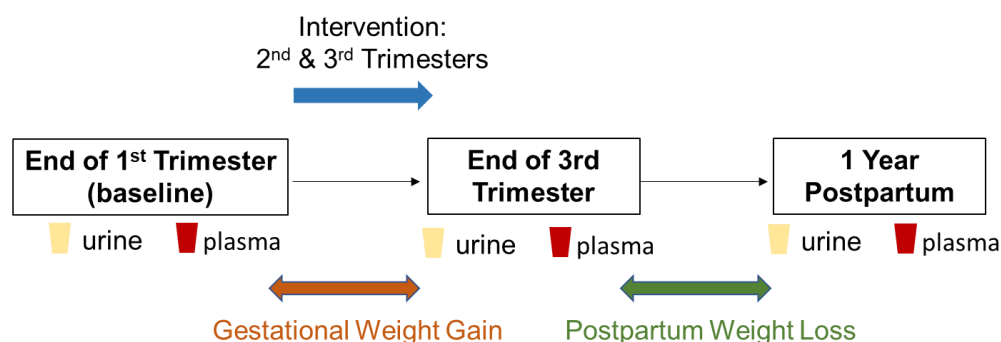 Intervention:
2nd & 3rd Trimesters
End of 1st Trimester
(baseline)
End of 3rd
Trimester
1 Year
Postpartum
urine
plasma
urine
plasma
urine
plasma
Gestational Weight Gain
Postpartum Weight Loss